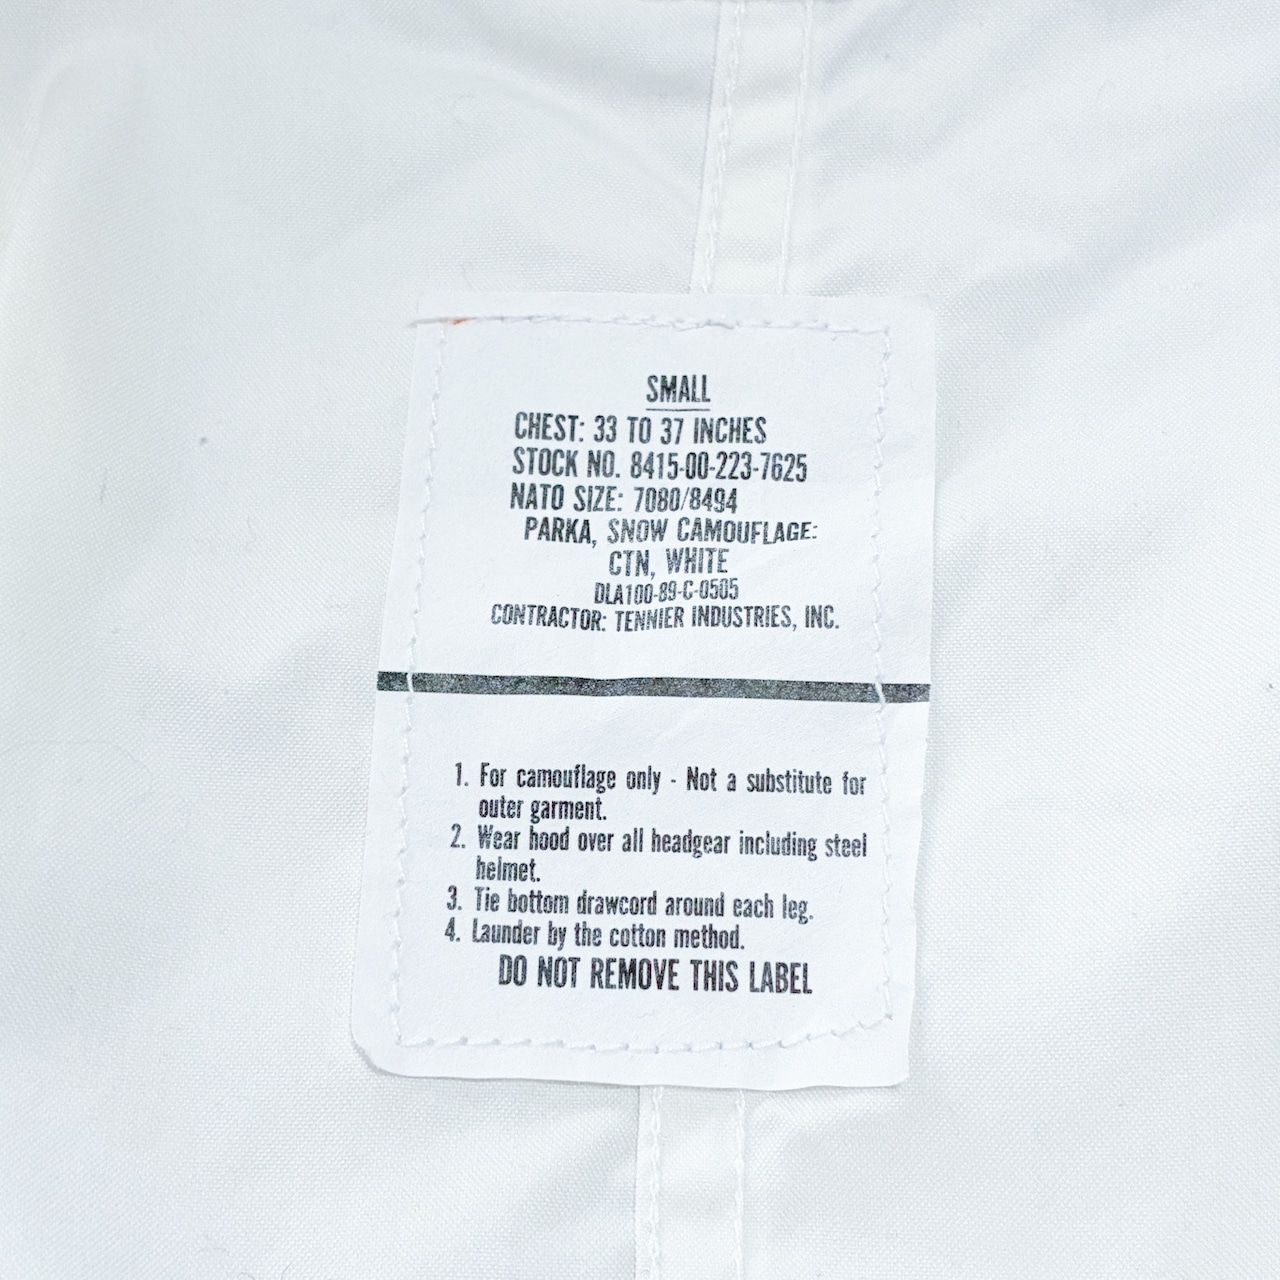 SMALL
CHEST: 33 TO 37 INCHES
STOCK NO. 8415-00-223-7625
NATO SIZE: 7080/8494
PARKA, SNOW CAMOUFLAGE:
CTN, WHITE
DLA100-89-C-0505
CONTRACTOR: TENNIER INDUSTRIES, INC.
1. For camouflage only - Not a substitute for
outer garment.
2. Wear hood over all headgear including steel
helmet.
3. Tie bottom drawcord around each leg.
4. Launder by the cotton method.
DO NOT REMOVE THIS LABEL